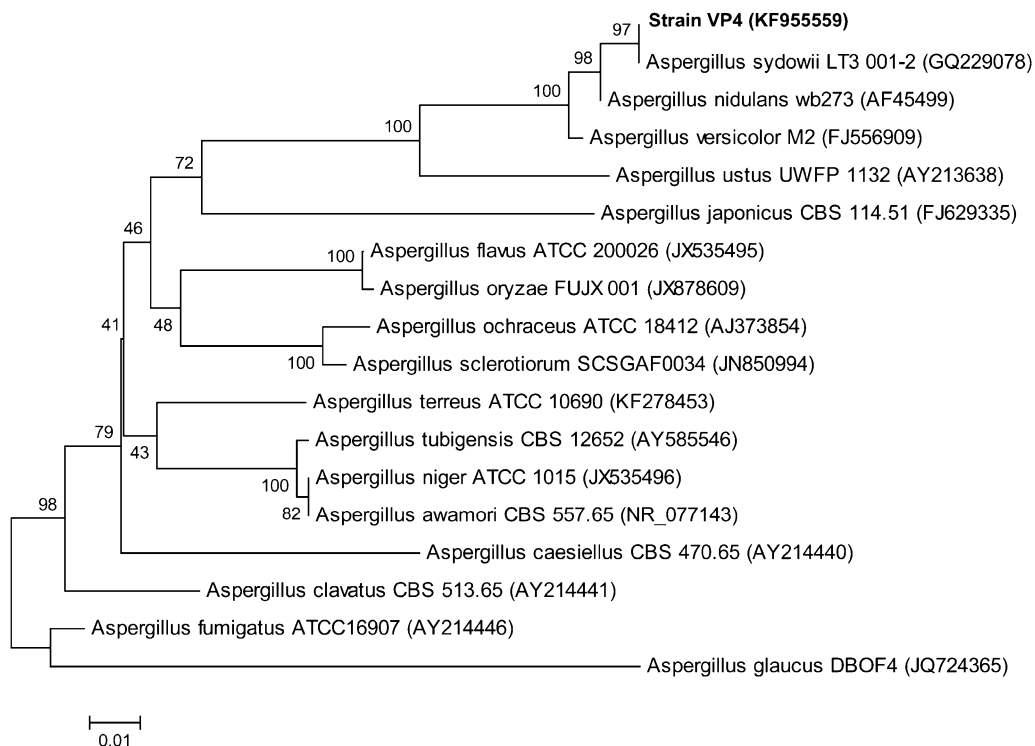 Strain VP4 (KF955559)
97
Aspergillus sydowii LT3 001-2 (GQ229078)
98
Aspergillus nidulans wb273 (AF45499)
100
Aspergillus versicolor M2 (FJ556909)
100
Aspergillus ustus UWFP 1132 (AY213638)
72
Aspergillus japonicus CBS 114.51 (FJ629335)
46
Aspergillus flavus ATCC 200026 (JX535495)
100
Aspergillus oryzae FUJX 001 (JX878609)
41
48
Aspergillus ochraceus ATCC 18412 (AJ373854)
100
Aspergillus sclerotiorum SCSGAF0034 (JN850994)
Aspergillus terreus ATCC 10690 (KF278453)
79
43
Aspergillus tubigensis CBS 12652 (AY585546)
100
Aspergillus niger ATCC 1015 (JX535496)
82
Aspergillus awamori CBS 557.65 (NR_077143)
98
Aspergillus caesiellus CBS 470.65 (AY214440)
Aspergillus clavatus CBS 513.65 (AY214441)
Aspergillus fumigatus ATCC16907 (AY214446)
Aspergillus glaucus DBOF4 (JQ724365)
0.01